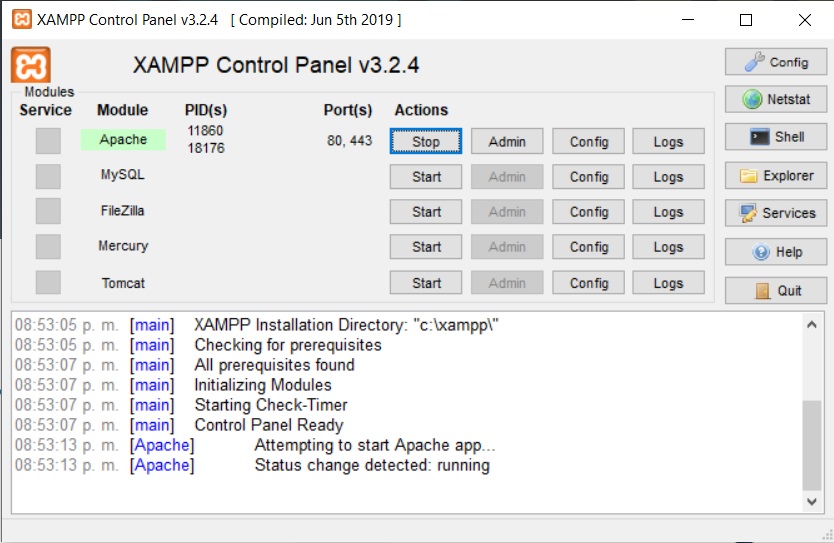 XAMPP Control Panel v3.2.4 [ Compiled: Jun 5th 2019 ]
XAMPP Control Panel v3.2.4
Config
Modules
Service Module PID(s) Port(s) Actions
Netstat
Apache 11860 18176 80, 443 Stop Admin Config Logs
Shell
MySQL Start Admin Config Logs
Explorer
FileZilla Start Admin Config Logs
Services
Mercury Start Admin Config Logs
Help
Tomcat Start Admin Config Logs
Quit
08:53:05 p. m. [main] XAMPP Installation Directory: "c:\xampp\"
08:53:05 p. m. [main] Checking for prerequisites
08:53:07 p. m. [main] All prerequisites found
08:53:07 p. m. [main] Initializing Modules
08:53:07 p. m. [main] Starting Check-Timer
08:53:07 p. m. [main] Control Panel Ready
08:53:13 p. m. [Apache] Attempting to start Apache app...
08:53:13 p. m. [Apache] Status change detected: running